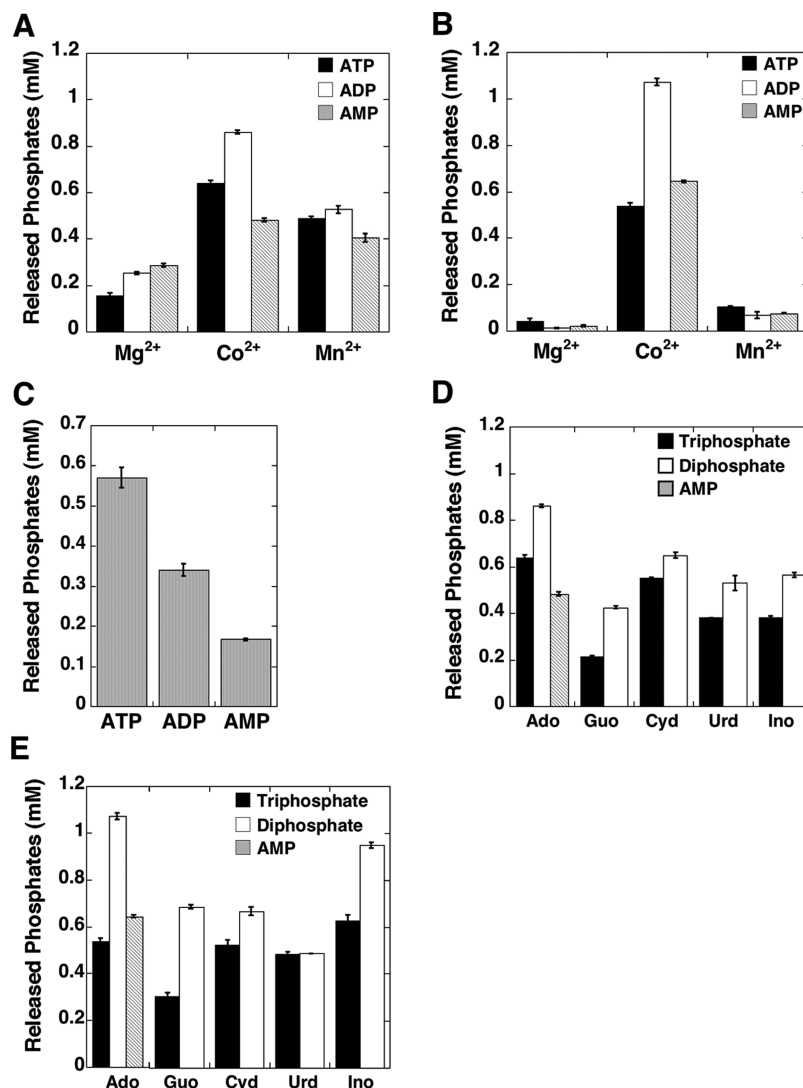 A
Released Phosphates (mM)
1.2
1
0.8
0.6
0.4
0.2
0
ATP
ADP
AMP
Mg2+ Co2+ Mn2+
B
Released Phosphates (mM)
1.2
1
0.8
0.6
0.4
0.2
0
ATP
ADP
AMP
Mg2+ Co2+ Mn2+
C
Released Phosphates (mM)
0.7
0.6
0.5
0.4
0.3
0.2
0.1
0
ATP ADP AMP
D
Released Phosphates (mM)
1.2
1
0.8
0.6
0.4
0.2
0
Triphosphate
Diphosphate
AMP
Ado Guo Cyd Urd Ino
E
Released Phosphates (mM)
1.2
1
0.8
0.6
0.4
0.2
0
Triphosphate
Diphosphate
AMP
Ado Guo Cyd Urd Ino